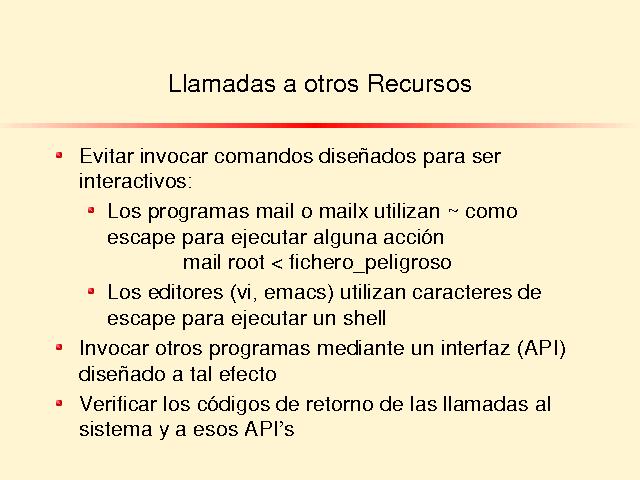 Llamadas a otros Recursos
Evitar invocar comandos diseñados para ser
interactivos:
Los programas mail o mailx utilizan ~ como
escape para ejecutar alguna acción
mail root < fichero_peligroso
Los editores (vi, emacs) utilizan caracteres de
escape para ejecutar un shell
Invocar otros programas mediante un interfaz (API)
diseñado a tal efecto
Verificar los códigos de retorno de las llamadas al
sistema y a esos API's